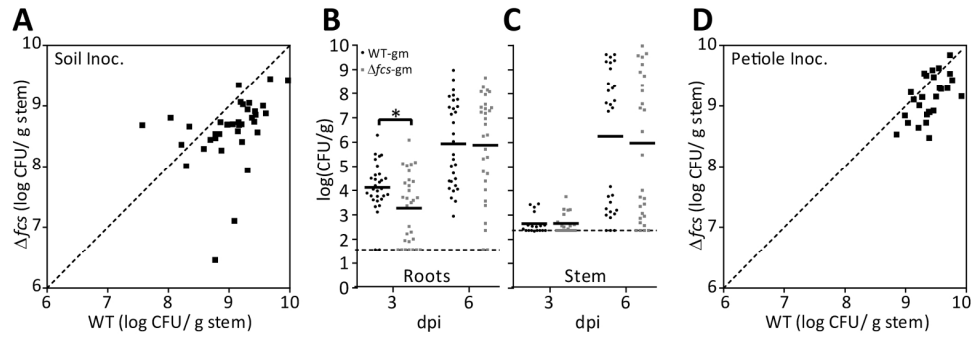 A
Soil Inoc.
Δfcs (log CFU/ g stem)
10
9
8
7
6
6 7 8 9 10
WT (log CFU/ g stem)
B
WT-gm
Δfcs-gm
*
log(CFU/g)
10
9
8
7
6
5
4
3
2
1
0
Roots
3 6
dpi
C
Stem
3 6
dpi
D
Petiole Inoc.
Δfcs (log CFU/ g stem)
10
9
8
7
6
6 7 8 9 10
WT (log CFU/ g stem)